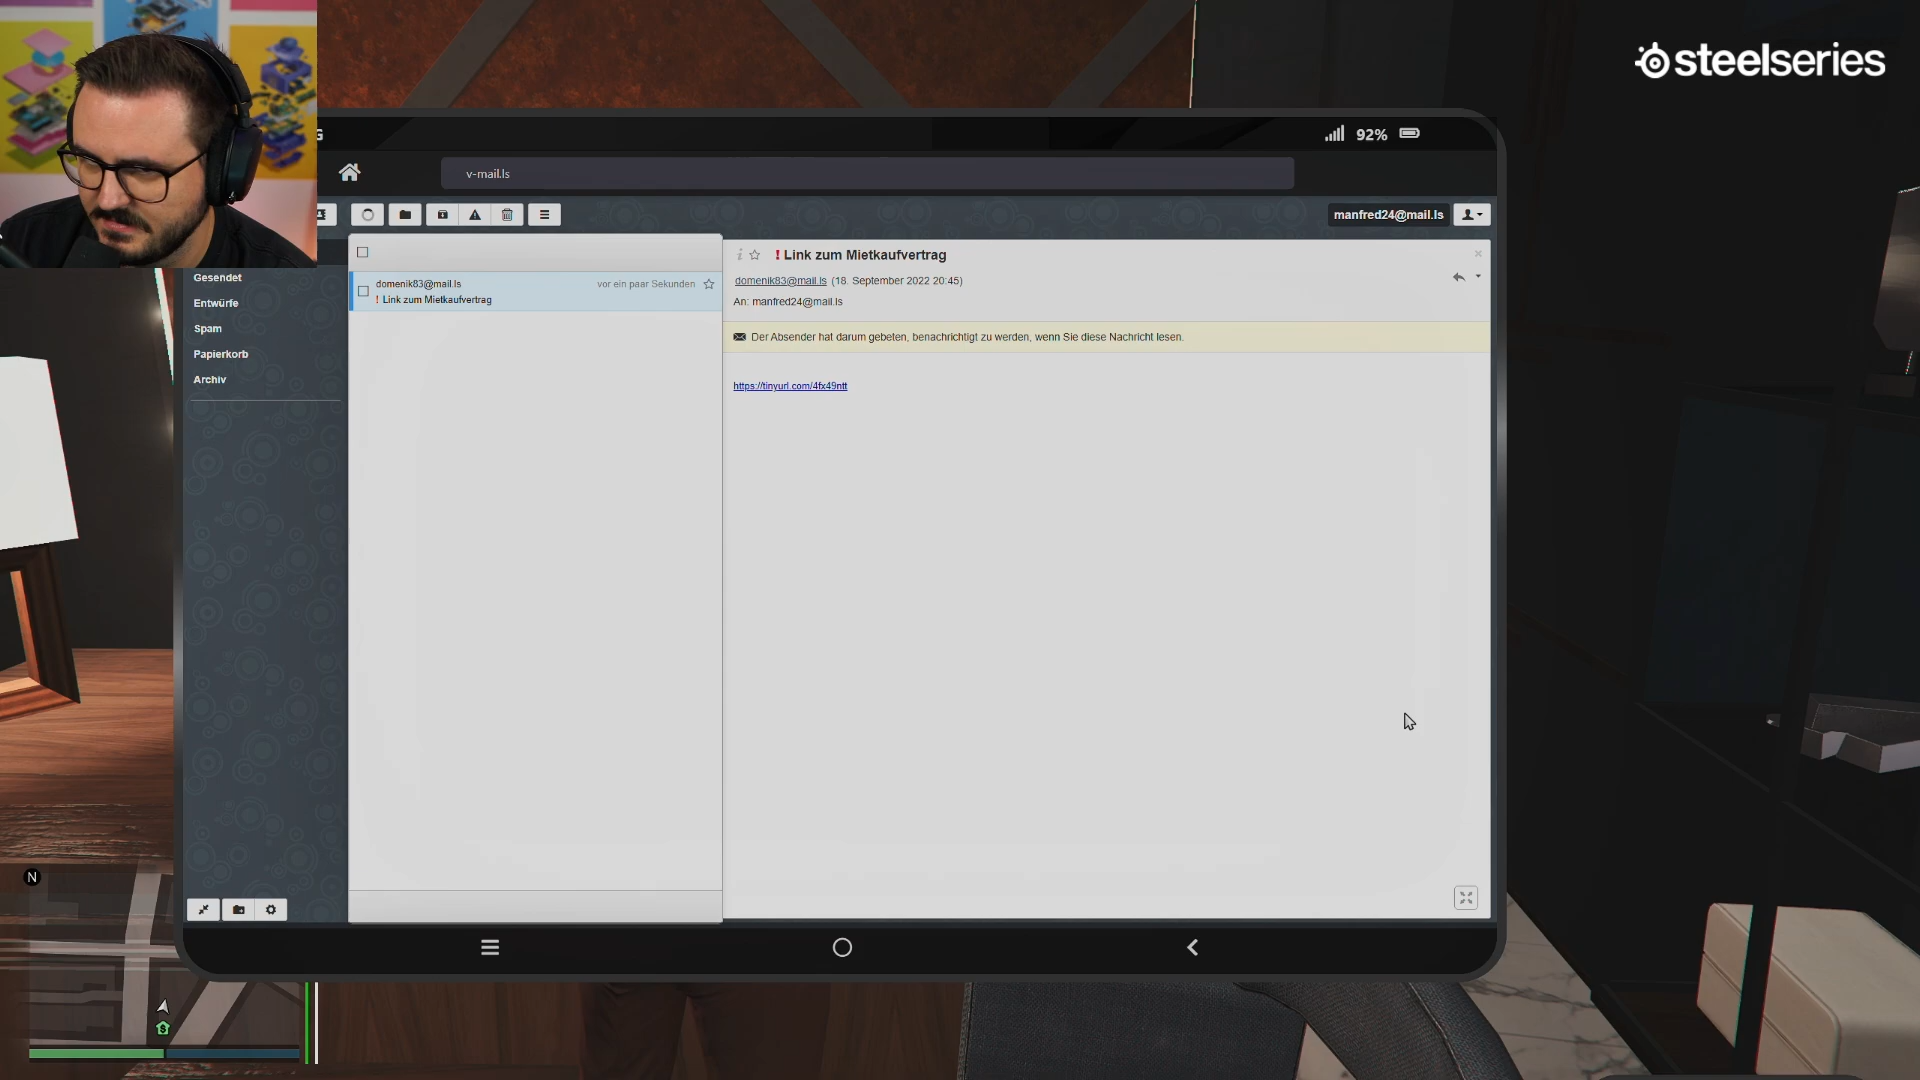 steelseries
G
92%
v-mail.ls
manfred24@mail.ls
Gesendet
Entwürfe
Spam
Papierkorb
Archiv
domenik83@mail.ls
vor ein paar Sekunden
! Link zum Mietkaufvertrag
! Link zum Mietkaufvertrag
domenik83@mail.ls (18. September 2022 20:45)
An: manfred24@mail.ls
Der Absender hat darum gebeten, benachrichtigt zu werden, wenn Sie diese Nachricht lesen.
https://tinyurl.com/4fx49ntt
N